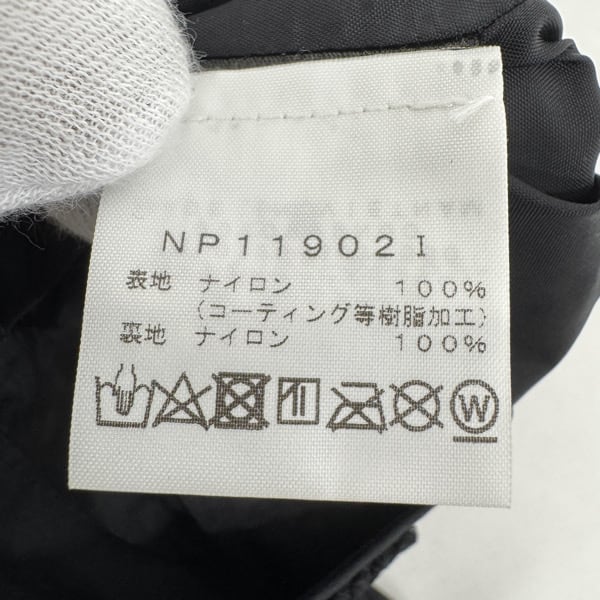 NP11902I
表地 ナイロン 100%
(コーティング等樹脂加工)
裏地 ナイロン 100%
W